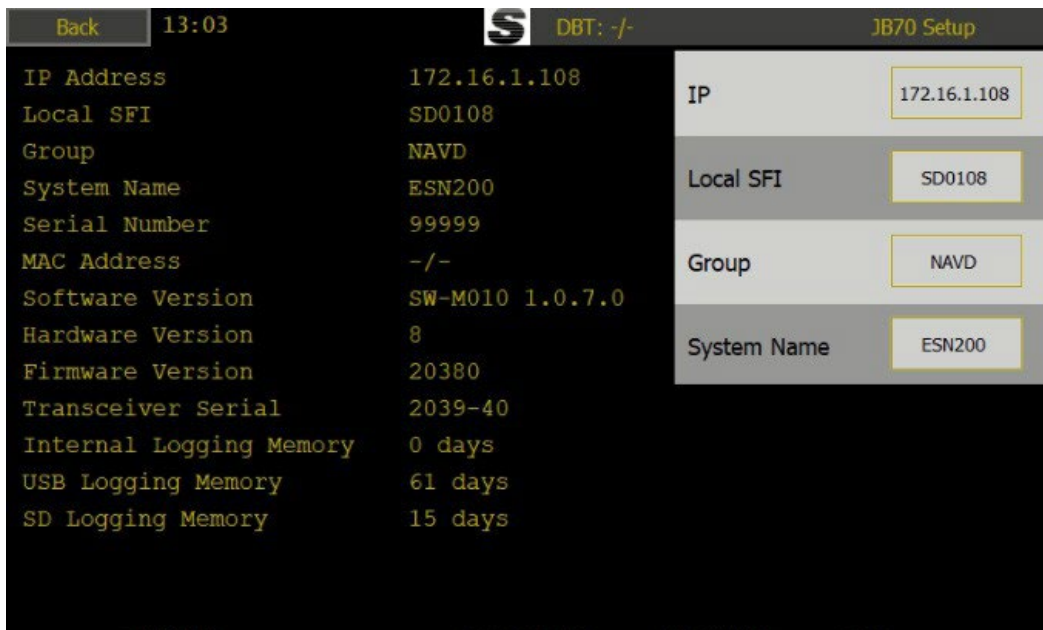 Back 13:03 S DBT: -/- JB70 Setup
IP Address 172.16.1.108
Local SFI SD0108
Group NAVD
System Name ESN200
Serial Number 99999
MAC Address -/-
Software Version SW-M010 1.0.7.0
Hardware Version 8
Firmware Version 20380
Transceiver Serial 2039-40
Internal Logging Memory 0 days
USB Logging Memory 61 days
SD Logging Memory 15 days
IP 172.16.1.108
Local SFI SD0108
Group NAVD
System Name ESN200